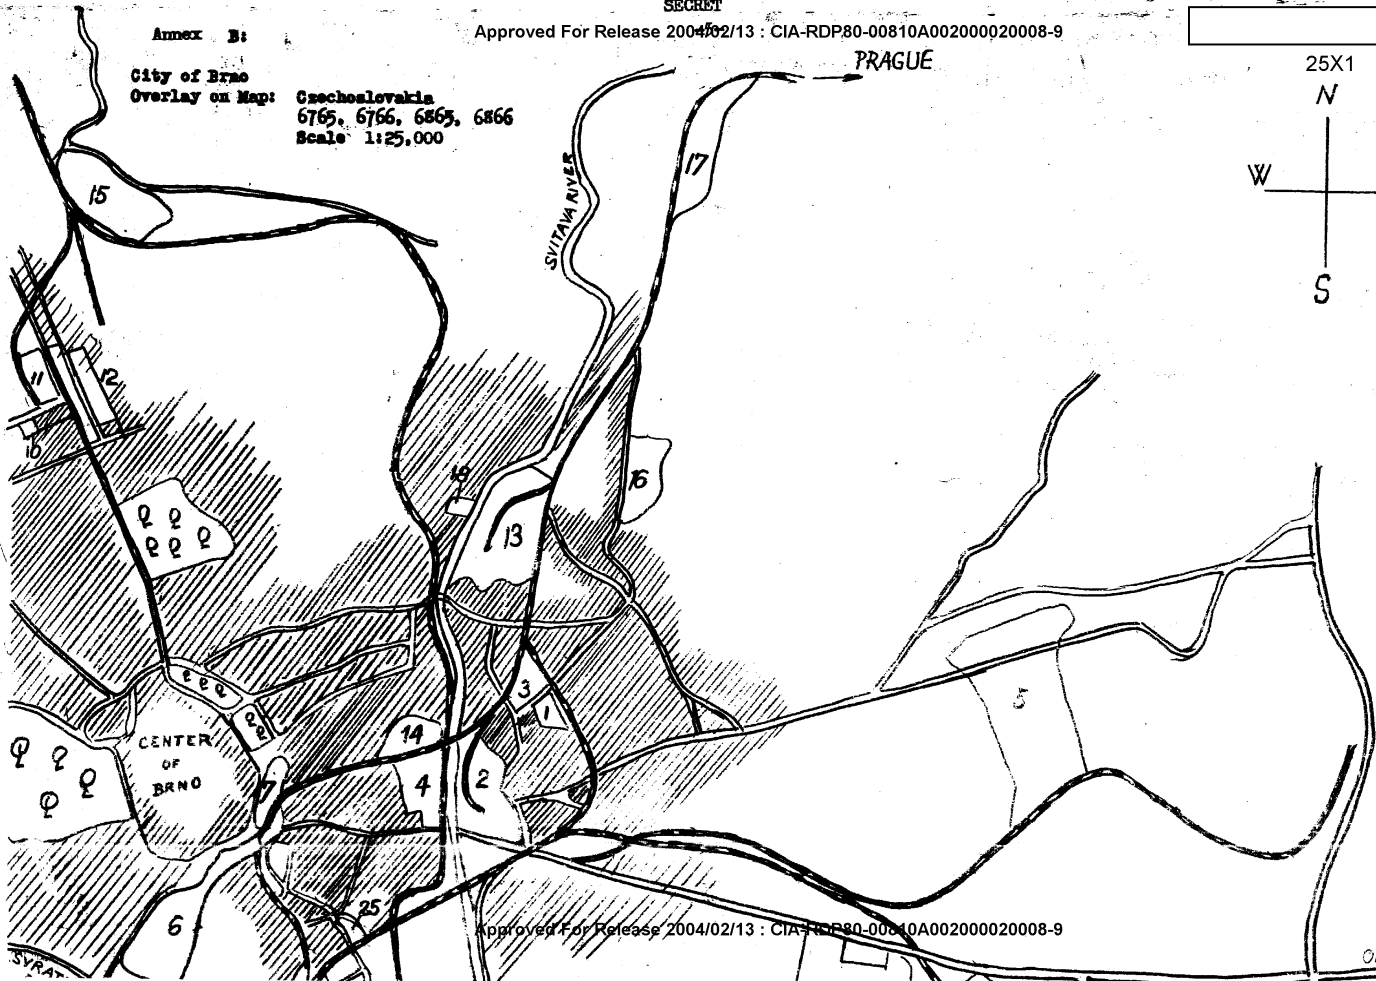 SECRET
Approved For Release 2004/02/13 : CIA-RDP80-00810A002000020008-9
25X1
Annex B:
City of Brno
Overlay on Map: Czechoslovakia
6765, 6766, 6865, 6866
Scale 1:25,000
PRAGUE
N
W
S
SVITAVA RIVER
17
15
11
12
10
18
16
13
3
1
5
14
4
2
CENTER
OF
BRNO
7
25
6
Approved For Release 2004/02/13 : CIA-RDP80-00810A002000020008-9